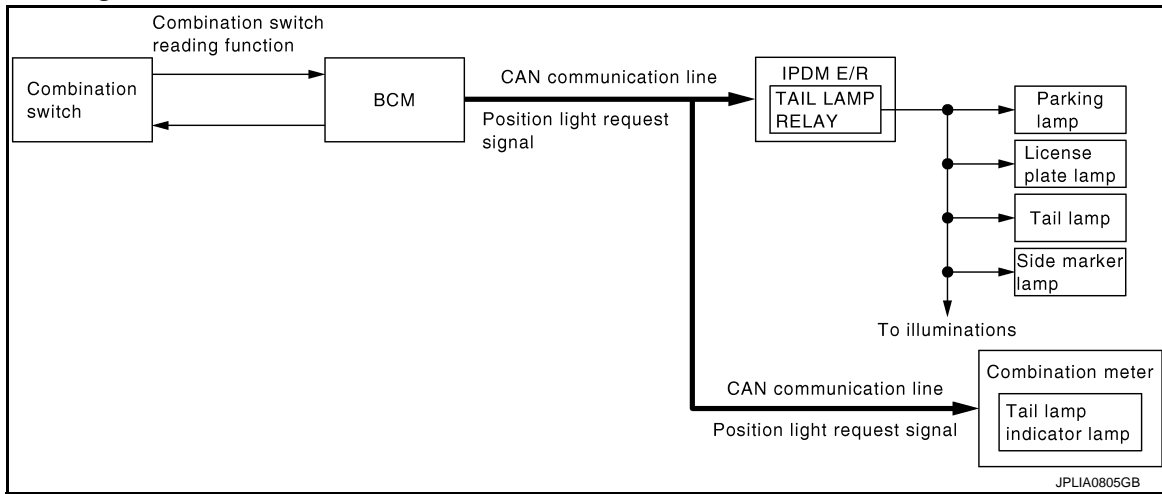 Combination switch
reading function
Combination
switch
BCM
CAN communication line
Position light request
signal
IPDM E/R
TAIL LAMP
RELAY
Parking
lamp
License
plate lamp
Tail lamp
Side marker
lamp
To illuminations
CAN communication line
Position light request signal
Combination meter
Tail lamp
indicator lamp
JPLIA0805GB